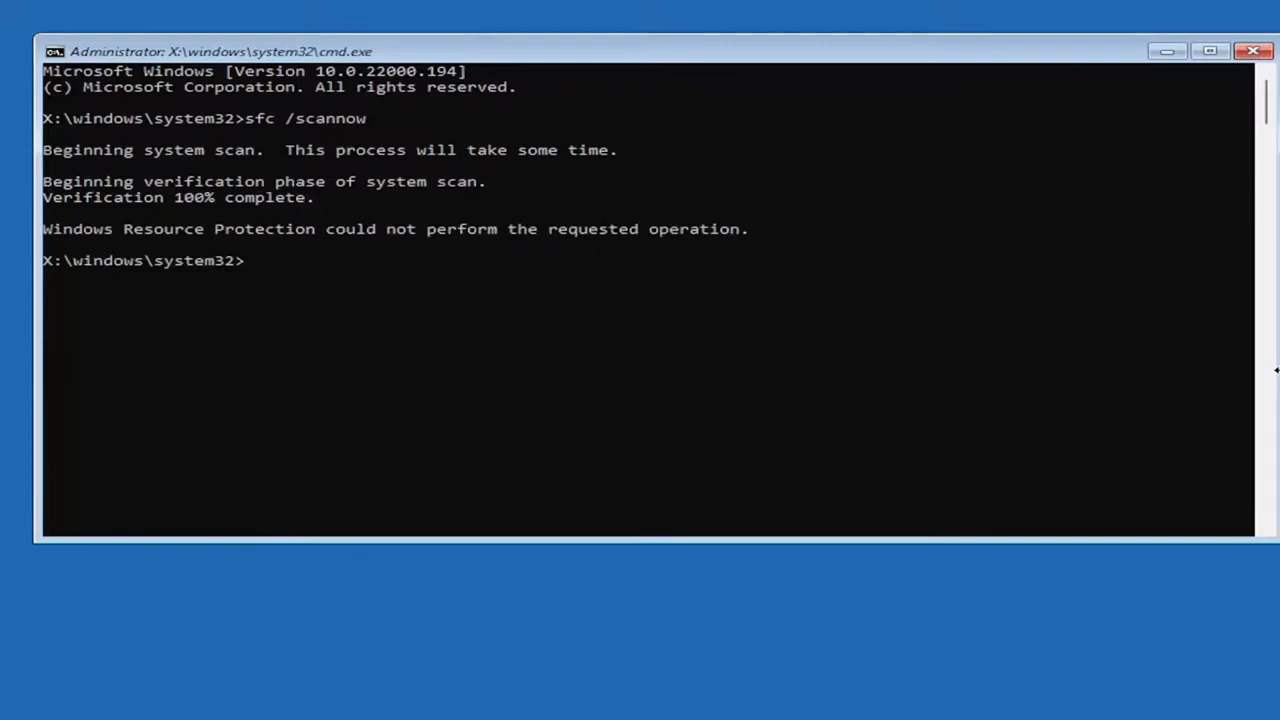 Administrator: X:\windows\system32\cmd.exe
Microsoft Windows [Version 10.0.22000.194]
(c) Microsoft Corporation. All rights reserved.
X:\windows\system32>sfc /scannow
Beginning system scan.  This process will take some time.
Beginning verification phase of system scan.
Verification 100% complete.
Windows Resource Protection could not perform the requested operation.
X:\windows\system32>